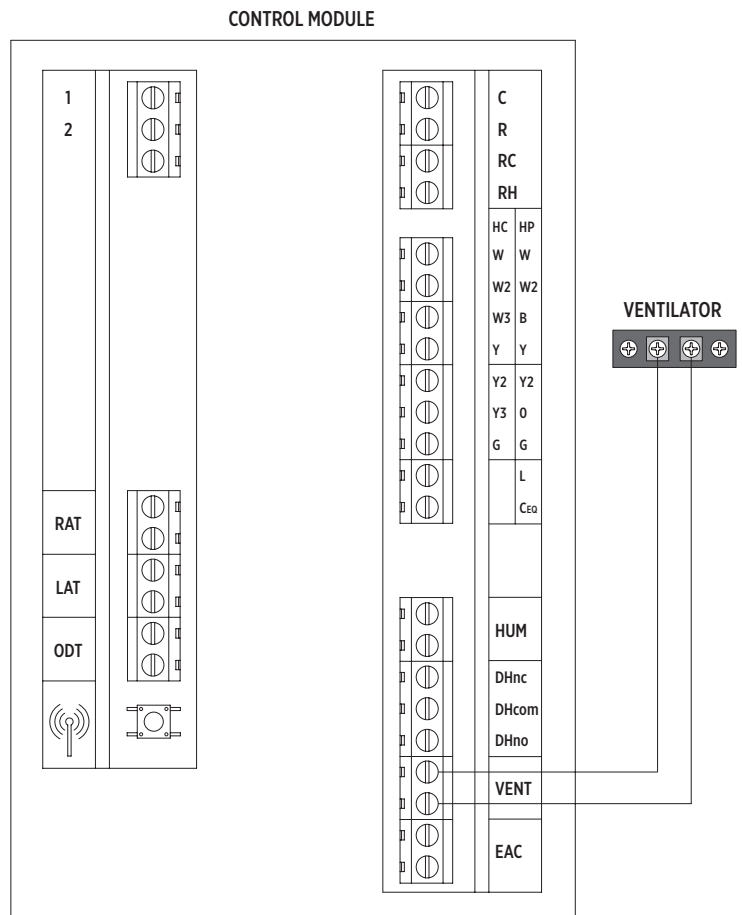 CONTROL MODULE
1
2
RAT
LAT
ODT
C
R
RC
RH
HC HP
W W
W2 W2
W3 B
Y Y
Y2 Y2
Y3 O
G G
L
CEQ
HUM
DHnc
DHcom
DHno
VENT
EAC
VENTILATOR